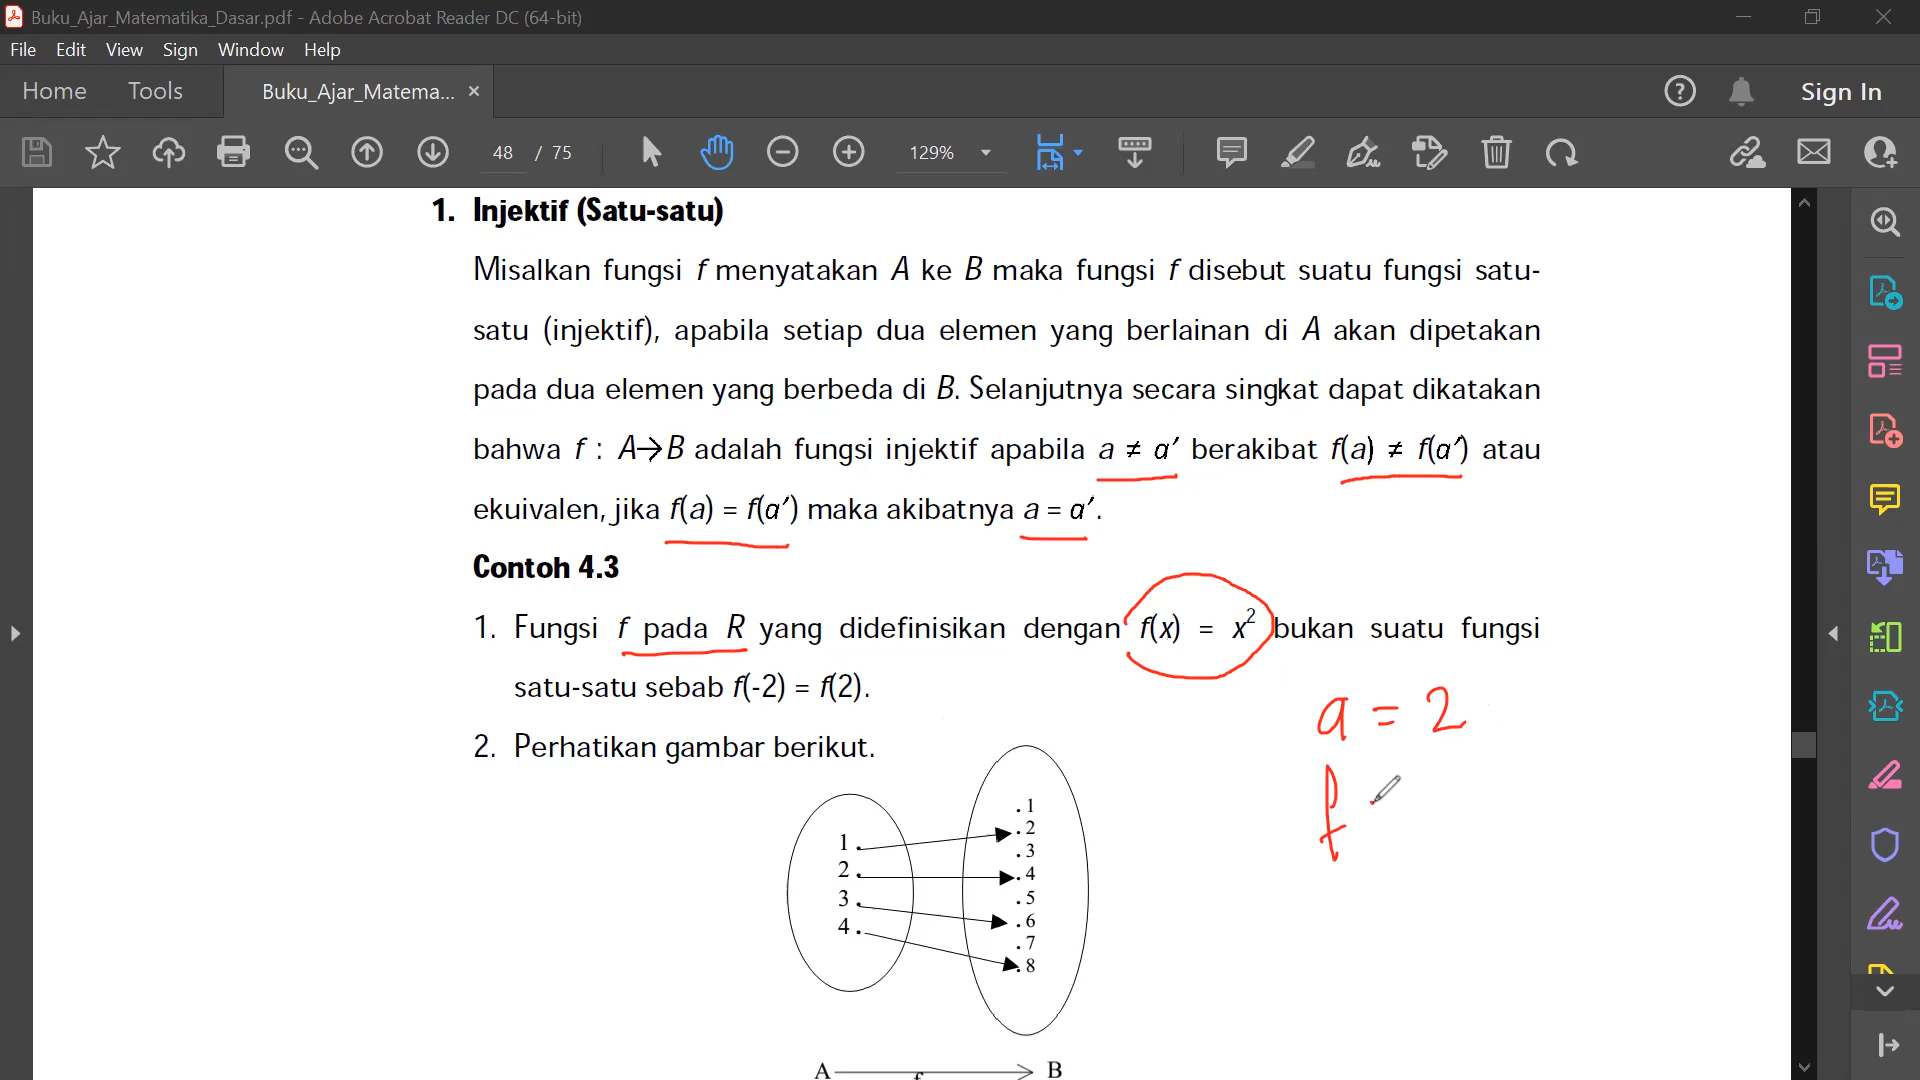 Buku_Ajar_Matematika_Dasar.pdf - Adobe Acrobat Reader DC (64-bit)
File Edit View Sign Window Help
Home Tools Buku_Ajar_Matema... × Sign In
48 / 75 129%
1. Injektif (Satu-satu)
Misalkan fungsi f menyatakan A ke B maka fungsi f disebut suatu fungsi satu-
satu (injektif), apabila setiap dua elemen yang berlainan di A akan dipetakan
pada dua elemen yang berbeda di B. Selanjutnya secara singkat dapat dikatakan
bahwa f : A→B adalah fungsi injektif apabila a ≠ a′ berakibat f(a) ≠ f(a′) atau
ekuivalen, jika f(a) = f(a′) maka akibatnya a = a′.
Contoh 4.3
1. Fungsi f pada R yang didefinisikan dengan f(x) = x² bukan suatu fungsi
satu-satu sebab f(-2) = f(2).
a = 2
2. Perhatikan gambar berikut.
f
1
2
3
4
.1
.2
.3
.4
.5
.6
.7
.8
A B
f